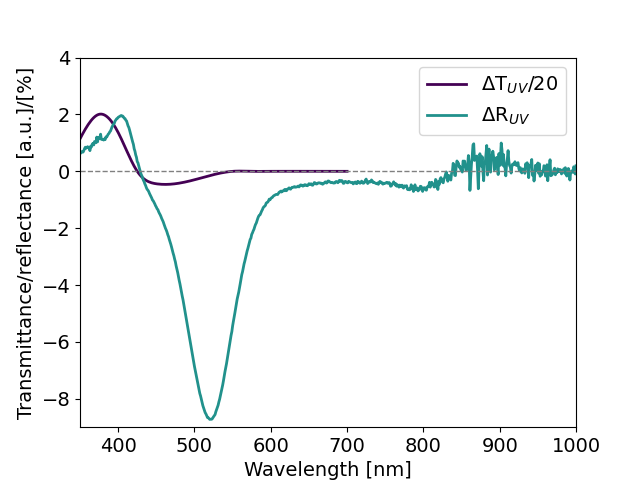 4
2
0
−2
−4
−6
−8
400 500 600 700 800 900 1000
Wavelength [nm]
Transmittance/reflectance [a.u.]/[%]
ΔT_UV/20
ΔR_UV